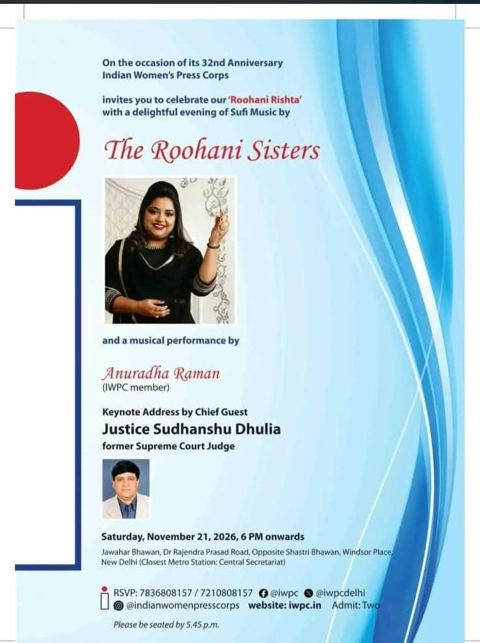 On the occasion of its 32nd Anniversary
Indian Women's Press Corps
invites you to celebrate our 'Roohani Rishta'
with a delightful evening of Sufi Music by
The Roohani Sisters
and a musical performance by
Anuradha Raman
(IWPC member)
Keynote Address by Chief Guest
Justice Sudhanshu Dhulia
former Supreme Court Judge
Saturday, November 21, 2026, 6 PM onwards
Jawahar Bhawan, Dr Rajendra Prasad Road, Opposite Shastri Bhawan, Windsor Place,
New Delhi (Closest Metro Station: Central Secretariat)
RSVP: 7836808157 / 7210808157 @iwpc @iwpcdelhi
@indianwomenpresscorps website: iwpc.in Admit: Two
Please be seated by 5.45 p.m.